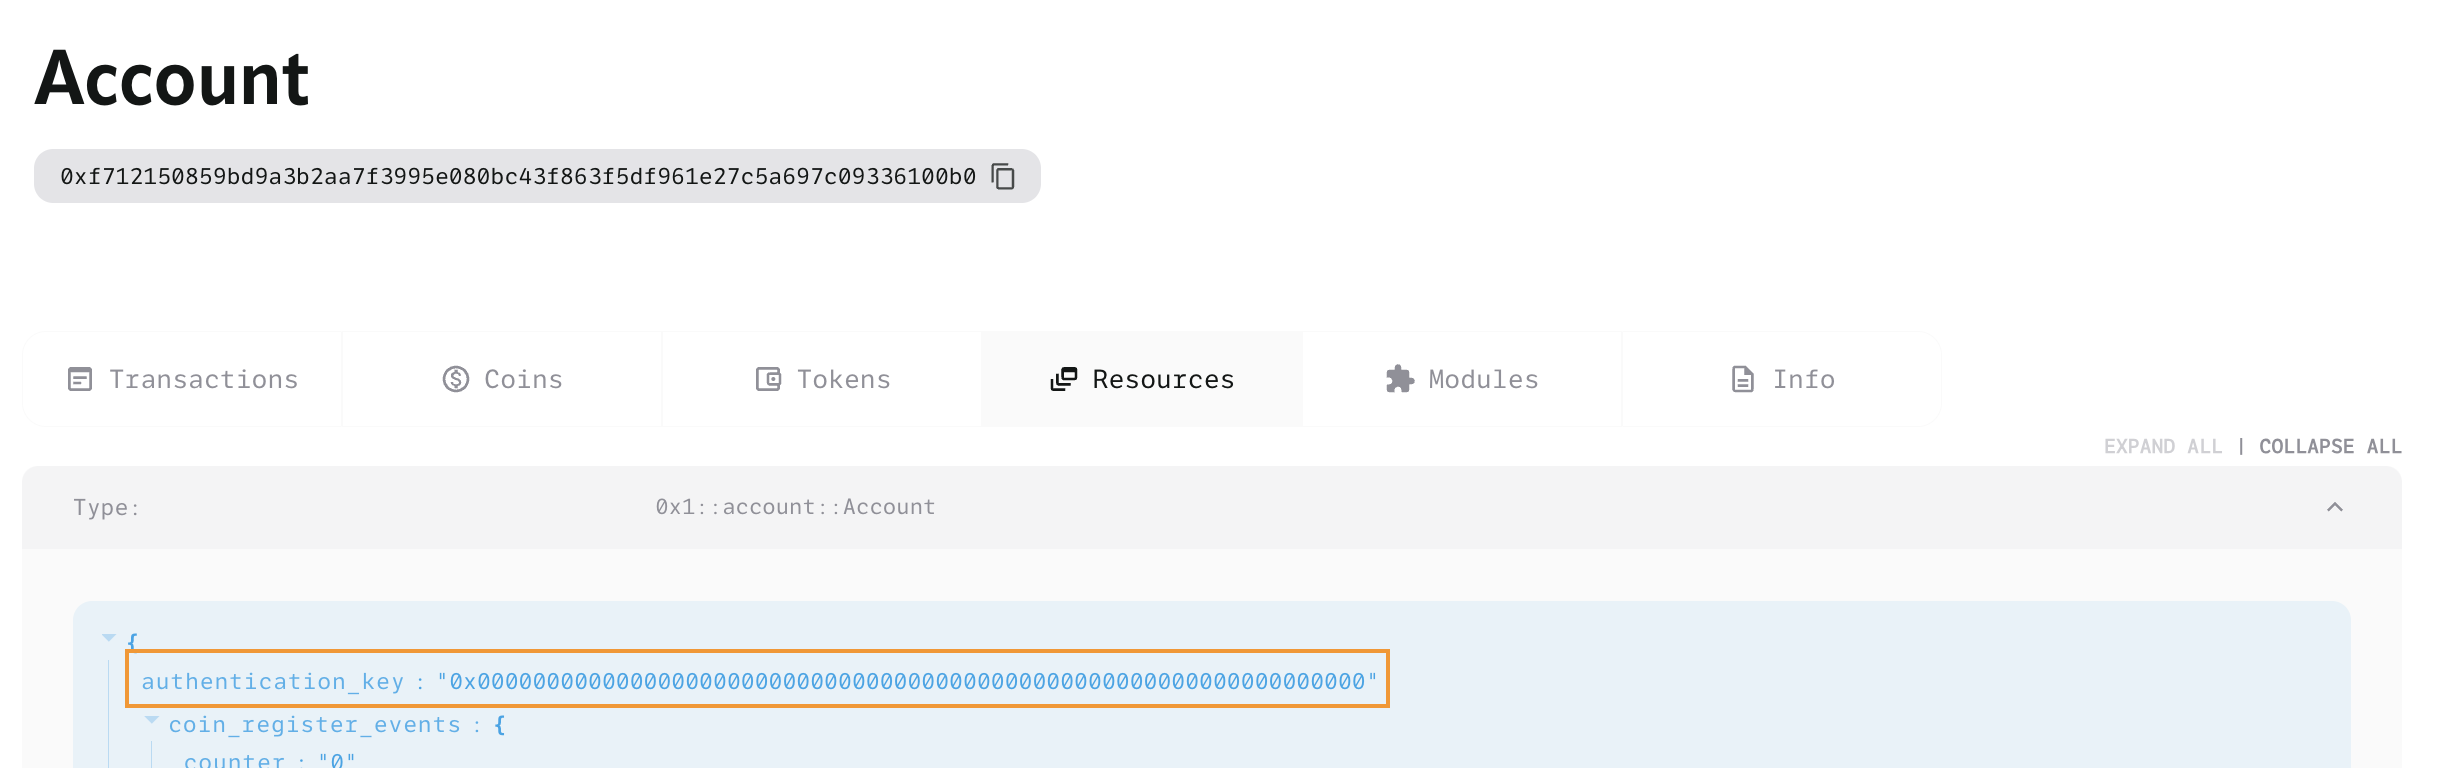 Account
0xf712150859bd9a3b2aa7f3995e080bc43f863f5df961e27c5a697c09336100b0
Transactions
Coins
Tokens
Resources
Modules
Info
EXPAND ALL | COLLAPSE ALL
Type: 0x1::account::Account
{
authentication_key : "0x0000000000000000000000000000000000000000000000000000000000000000"
coin_register_events : {
counter : "0"